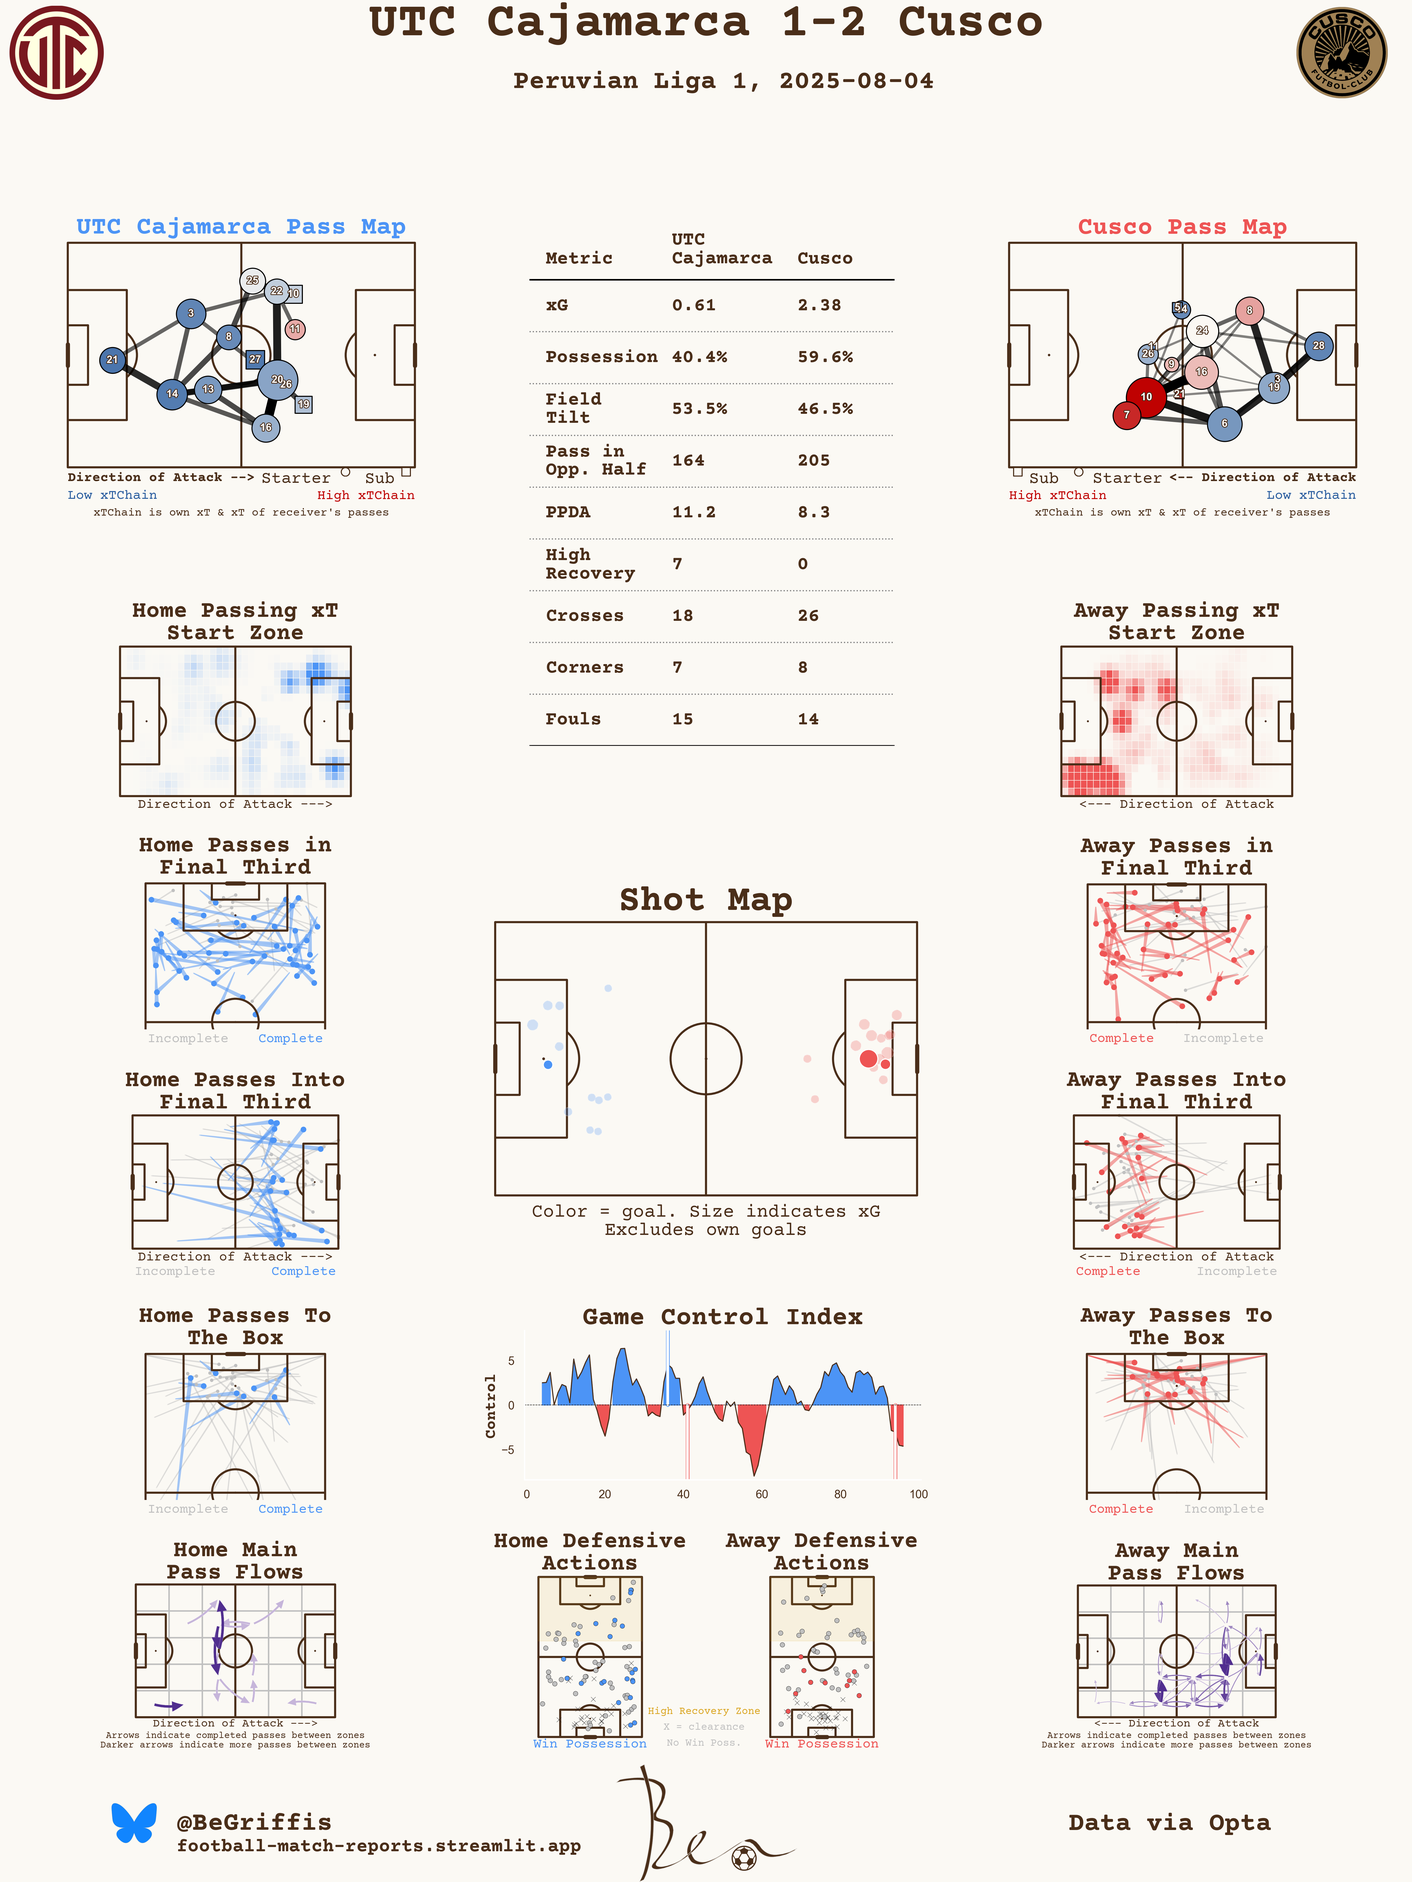 UTC Cajamarca 1-2 Cusco
Peruvian Liga 1, 2025-08-04
UTC
CUSCO
FUTBOL-CLUB
UTC Cajamarca Pass Map
25
22
10
3
11
8
21
27
20
26
14
13
19
16
Direction of Attack --> Starter Sub
Low xTChain High xTChain
xTChain is own xT & xT of receiver's passes
Metric UTC Cajamarca Cusco
xG 0.61 2.38
Possession 40.4% 59.6%
Field Tilt 53.5% 46.5%
Pass in Opp. Half 164 205
PPDA 11.2 8.3
High Recovery 7 0
Crosses 18 26
Corners 7 8
Fouls 15 14
Cusco Pass Map
8
24
28
11
26
9
16
3
19
10
21
7
6
Sub Starter <-- Direction of Attack
High xTChain Low xTChain
xTChain is own xT & xT of receiver's passes
Home Passing xT
Start Zone
Direction of Attack --->
Away Passing xT
Start Zone
<--- Direction of Attack
Home Passes in
Final Third
Incomplete Complete
Shot Map
Color = goal. Size indicates xG
Excludes own goals
Away Passes in
Final Third
Complete Incomplete
Home Passes Into
Final Third
Direction of Attack --->
Incomplete Complete
Away Passes Into
Final Third
<--- Direction of Attack
Complete Incomplete
Home Passes To
The Box
Incomplete Complete
Game Control Index
Control
5
0
−5
0 20 40 60 80 100
Away Passes To
The Box
Complete Incomplete
Home Main
Pass Flows
Direction of Attack --->
Arrows indicate completed passes between zones
Darker arrows indicate more passes between zones
Home Defensive
Actions
Win Possession
Away Defensive
Actions
Win Possession
High Recovery Zone
X = clearance
No Win Poss.
Away Main
Pass Flows
<--- Direction of Attack
Arrows indicate completed passes between zones
Darker arrows indicate more passes between zones
@BeGriffis
football-match-reports.streamlit.app
Ben
Data via Opta